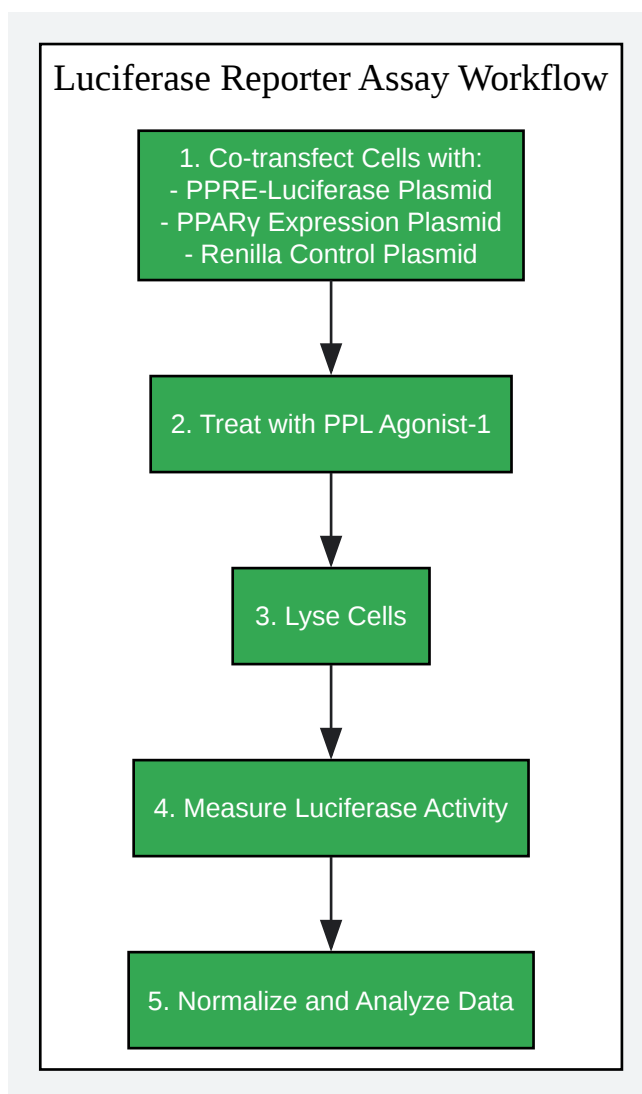 Luciferase Reporter Assay Workflow
1. Co-transfect Cells with:
- PPRE-Luciferase Plasmid
- PPARγ Expression Plasmid
- Renilla Control Plasmid
2. Treat with PPL Agonist-1
3. Lyse Cells
4. Measure Luciferase Activity
5. Normalize and Analyze Data